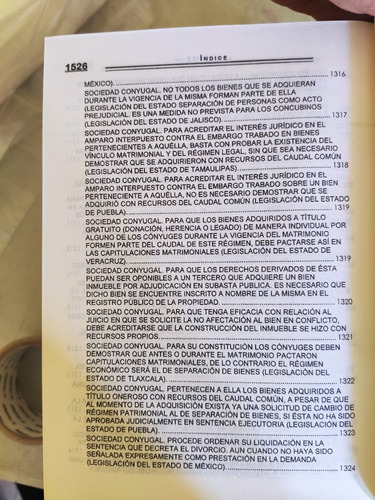 1526
ÍNDICE
MÉXICO). 1316
SOCIEDAD CONYUGAL. NO TODOS LOS BIENES QUE SE ADQUIERAN
DURANTE LA VIGENCIA DE LA MISMA FORMAN PARTE DE ELLA
(LEGISLACIÓN DEL ESTADO SEPARACIÓN DE PERSONAS COMO ACTO
PREJUDICIAL. ES UNA MEDIDA NO PREVISTA PARA LOS CONCUBINOS
(LEGISLACIÓN DEL ESTADO DE JALISCO). 1317
SOCIEDAD CONYUGAL. PARA ACREDITAR EL INTERÉS JURÍDICO EN EL
AMPARO INTERPUESTO CONTRA EL EMBARGO TRABADO EN BIENES
PERTENECIENTES A AQUÉLLA, BASTA CON PROBAR LA EXISTENCIA DEL
VÍNCULO MATRIMONIAL Y DEL RÉGIMEN LEGAL, SIN QUE SEA NECESARIO
DEMOSTRAR QUE SE ADQUIRIERON CON RECURSOS DEL CAUDAL COMÚN
(LEGISLACIÓN DEL ESTADO DE TAMAULIPAS). 1318
SOCIEDAD CONYUGAL. PARA ACREDITAR EL INTERÉS JURÍDICO EN EL
AMPARO INTERPUESTO CONTRA EL EMBARGO TRABADO SOBRE UN BIEN
PERTENECIENTE A AQUÉLLA, NO ES NECESARIO DEMOSTRAR QUE SE
ADQUIRIÓ CON RECURSOS DEL CAUDAL COMÚN (LEGISLACIÓN DEL ESTADO
DE PUEBLA). 1319
SOCIEDAD CONYUGAL. PARA QUE LOS BIENES ADQUIRIDOS A TÍTULO
GRATUITO (DONACIÓN, HERENCIA O LEGADO) DE MANERA INDIVIDUAL POR
ALGUNO DE LOS CÓNYUGES DURANTE LA VIGENCIA DEL MATRIMONIO
FORMEN PARTE DEL CAUDAL DE ESTE RÉGIMEN, DEBE PACTARSE ASÍ EN
LAS CAPITULACIONES MATRIMONIALES (LEGISLACIÓN DEL ESTADO DE
VERACRUZ). 1319
SOCIEDAD CONYUGAL. PARA QUE LOS DERECHOS DERIVADOS DE ÉSTA
PUEDAN SER OPONIBLES A UN TERCERO QUE ADQUIERE UN BIEN
INMUEBLE POR ADJUDICACIÓN EN SUBASTA PUBLICA. ES NECESARIO QUE
DICHO BIEN SE ENCUENTRE INSCRITO A NOMBRE DE LA MISMA EN EL
REGISTRO PÚBLICO DE LA PROPIEDAD. 1320
SOCIEDAD CONYUGAL. PARA QUE TENGA EFICACIA CON RELACIÓN AL
JUICIO EN QUE SE SOLICITE LA NO AFECTACIÓN AL BIEN EN CONFLICTO,
DEBE ACREDITARSE QUE LA CONSTRUCCIÓN DEL INMUEBLE SE HIZO CON
RECURSOS PROPIOS. 1321
SOCIEDAD CONYUGAL. PARA SU CONSTITUCIÓN LOS CÓNYUGES DEBEN
DEMOSTRAR QUE ANTES O DURANTE EL MATRIMONIO PACTARON
CAPITULACIONES MATRIMONIALES, DE LO CONTRARIO EL RÉGIMEN
ECONÓMICO SERÁ EL DE SEPARACIÓN DE BIENES (LEGISLACIÓN DEL
ESTADO DE TLAXCALA). 1322
SOCIEDAD CONYUGAL. PERTENECEN A ELLA LOS BIENES ADQUIRIDOS A
TÍTULO ONEROSO CON RECURSOS DEL CAUDAL COMÚN, A PESAR DE QUE
AL MOMENTO DE LA ADQUISICIÓN EXISTA YA UNA SOLICITUD DE CAMBIO DE
RÉGIMEN PATRIMONIAL AL DE SEPARACIÓN DE BIENES, SI ÉSTA NO HA SIDO
APROBADA JUDICIALMENTE EN SENTENCIA EJECUTORIA (LEGISLACIÓN DEL
ESTADO DE PUEBLA). 1323
SOCIEDAD CONYUGAL. PROCEDE ORDENAR SU LIQUIDACIÓN EN LA
SENTENCIA QUE DECRETA EL DIVORCIO. AUN CUANDO NO HAYA SIDO
SEÑALADA EXPRESAMENTE COMO PRESTACIÓN EN LA DEMANDA
(LEGISLACIÓN DEL ESTADO DE MÉXICO). 1324